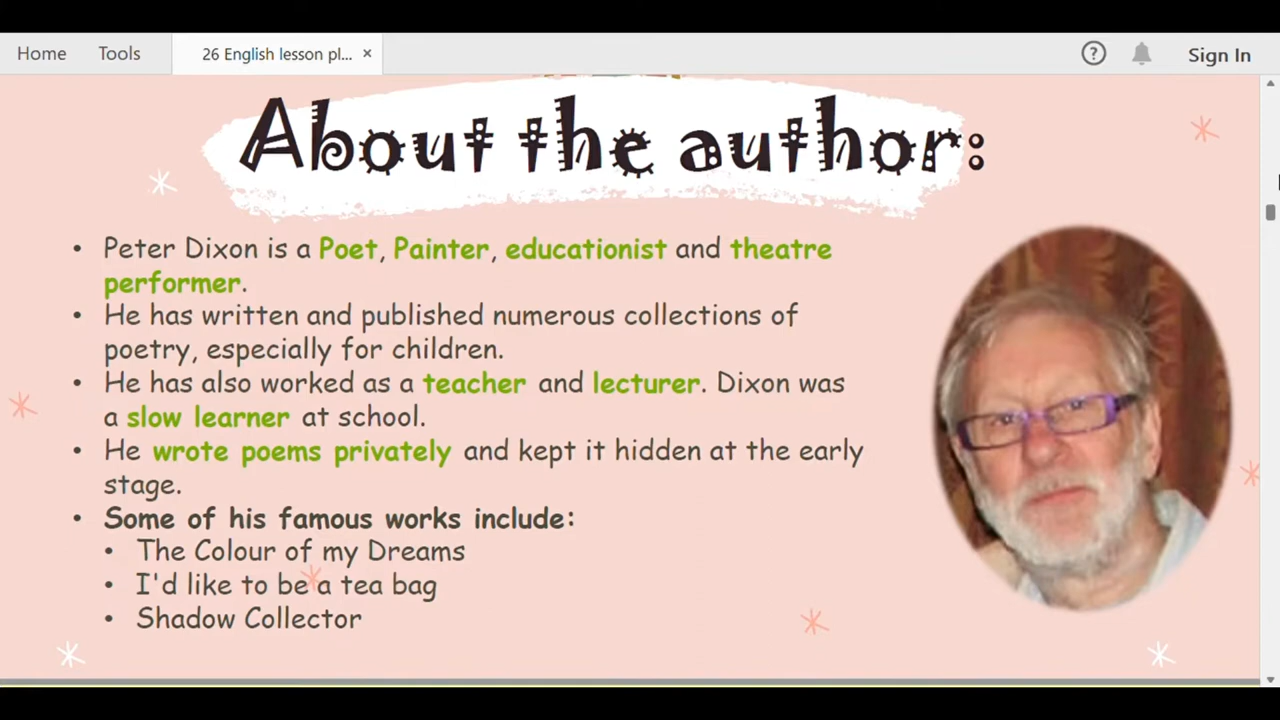 Home Tools 26 English lesson pl... × ? Sign In
About the author:
• Peter Dixon is a Poet, Painter, educationist and theatre
performer.
• He has written and published numerous collections of
poetry, especially for children.
• He has also worked as a teacher and lecturer. Dixon was
a slow learner at school.
• He wrote poems privately and kept it hidden at the early
stage.
• Some of his famous works include:
• The Colour of my Dreams
• I'd like to be a tea bag
• Shadow Collector